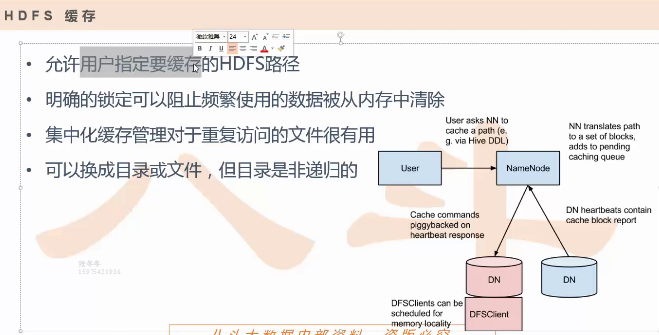 HDFS 缓存
微软雅黑 24
B I U
允许用户指定要缓存的HDFS路径
明确的锁定可以阻止频繁使用的数据被从内存中清除
集中化缓存管理对于重复访问的文件很有用
可以换成目录或文件，但目录是非递归的
User asks NN to
cache a path (e.
g. via Hive DDL)
NN translates path
to a set of blocks,
adds to pending
caching queue
User
NameNode
Cache commands
piggybacked on
heartbeat response
DN heartbeats contain
cache block report
DN
DN
DFSClients can be
scheduled for
memory locality
DFSClient
八斗
八斗大数据内部资料，盗版必究